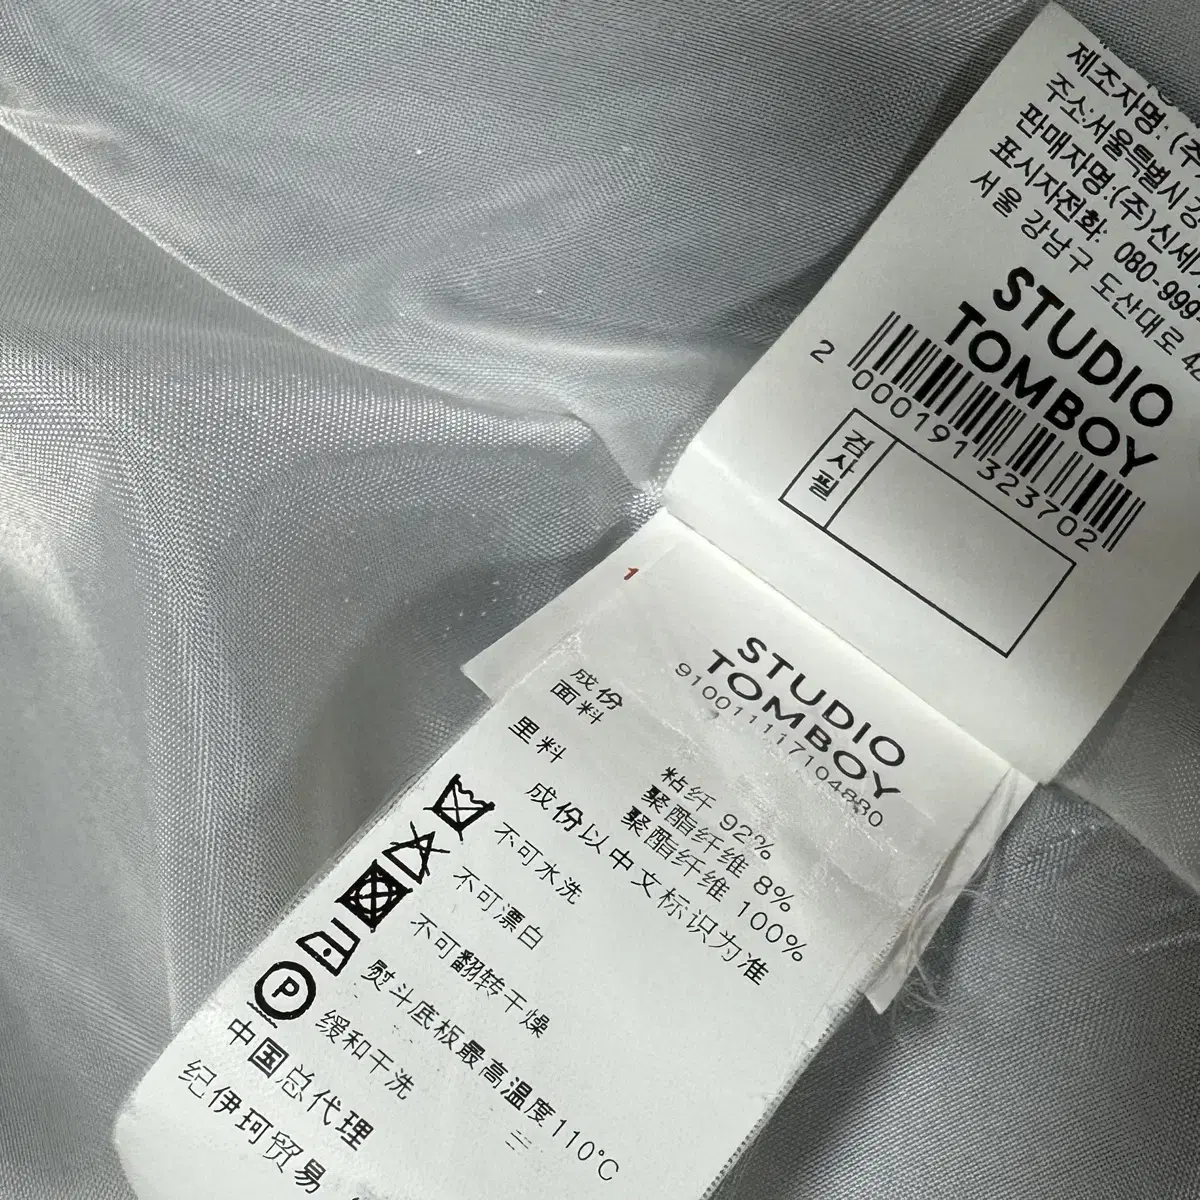 제조자명: (주
주소:서울특별시 강
판매자명:(주)신세
표시자전화: 080-999
서울 강남구 도산대로 42
STUDIO
TOMBOY
2 000191 323702
검사필
1
STUDIO
TOMBOY
910011117104880
成份
面料
粘纤 92%
聚酯纤维 8%
里料
聚酯纤维 100%
成份以中文标识为准
不可水洗
不可漂白
不可翻转干燥
熨斗底板最高温度110℃
P
缓和干洗
中国总代理
纪伊珂贸易